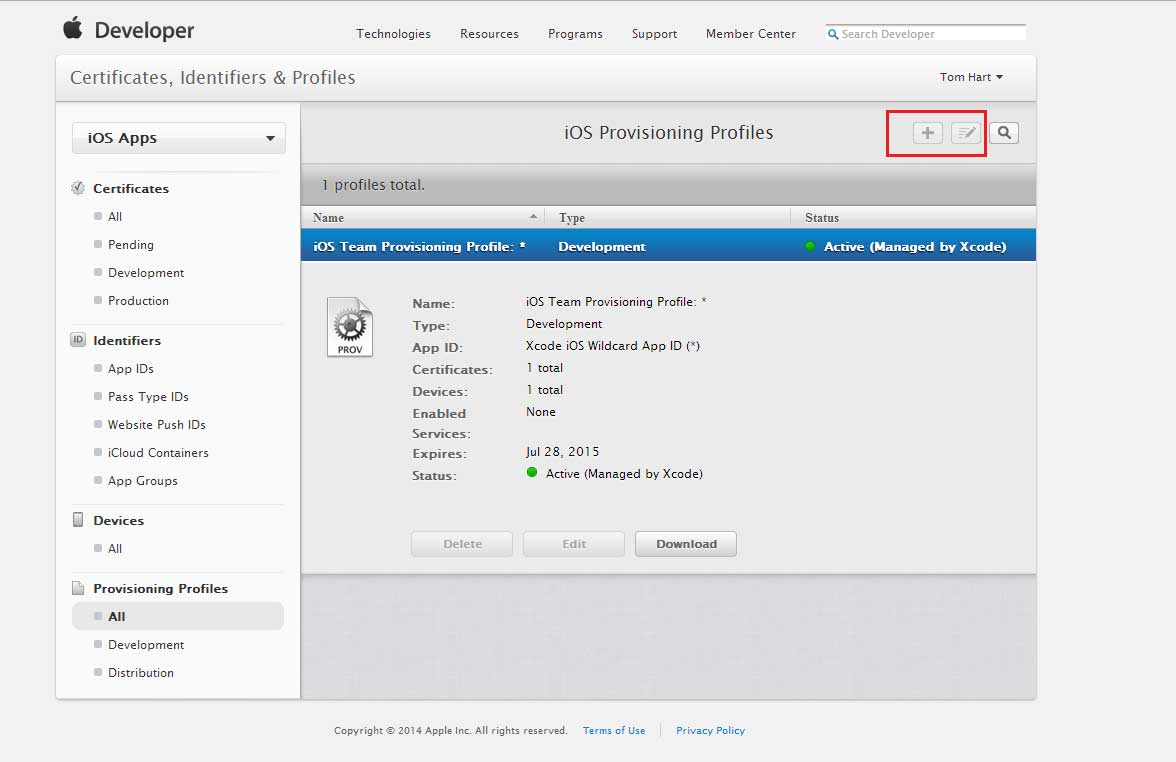 Developer
Technologies Resources Programs Support Member Center Search Developer
Certificates, Identifiers & Profiles
Tom Hart
iOS Apps
Certificates
All
Pending
Development
Production
ID Identifiers
App IDs
Pass Type IDs
Website Push IDs
iCloud Containers
App Groups
Devices
All
Provisioning Profiles
All
Development
Distribution
iOS Provisioning Profiles
1 profiles total.
Name Type Status
iOS Team Provisioning Profile: * Development Active (Managed by Xcode)
PROV
Name: iOS Team Provisioning Profile: *
Type: Development
App ID: Xcode iOS Wildcard App ID (*)
Certificates: 1 total
Devices: 1 total
Enabled None
Services:
Expires: Jul 28, 2015
Status: Active (Managed by Xcode)
Delete Edit Download
Copyright © 2014 Apple Inc. All rights reserved. Terms of Use Privacy Policy